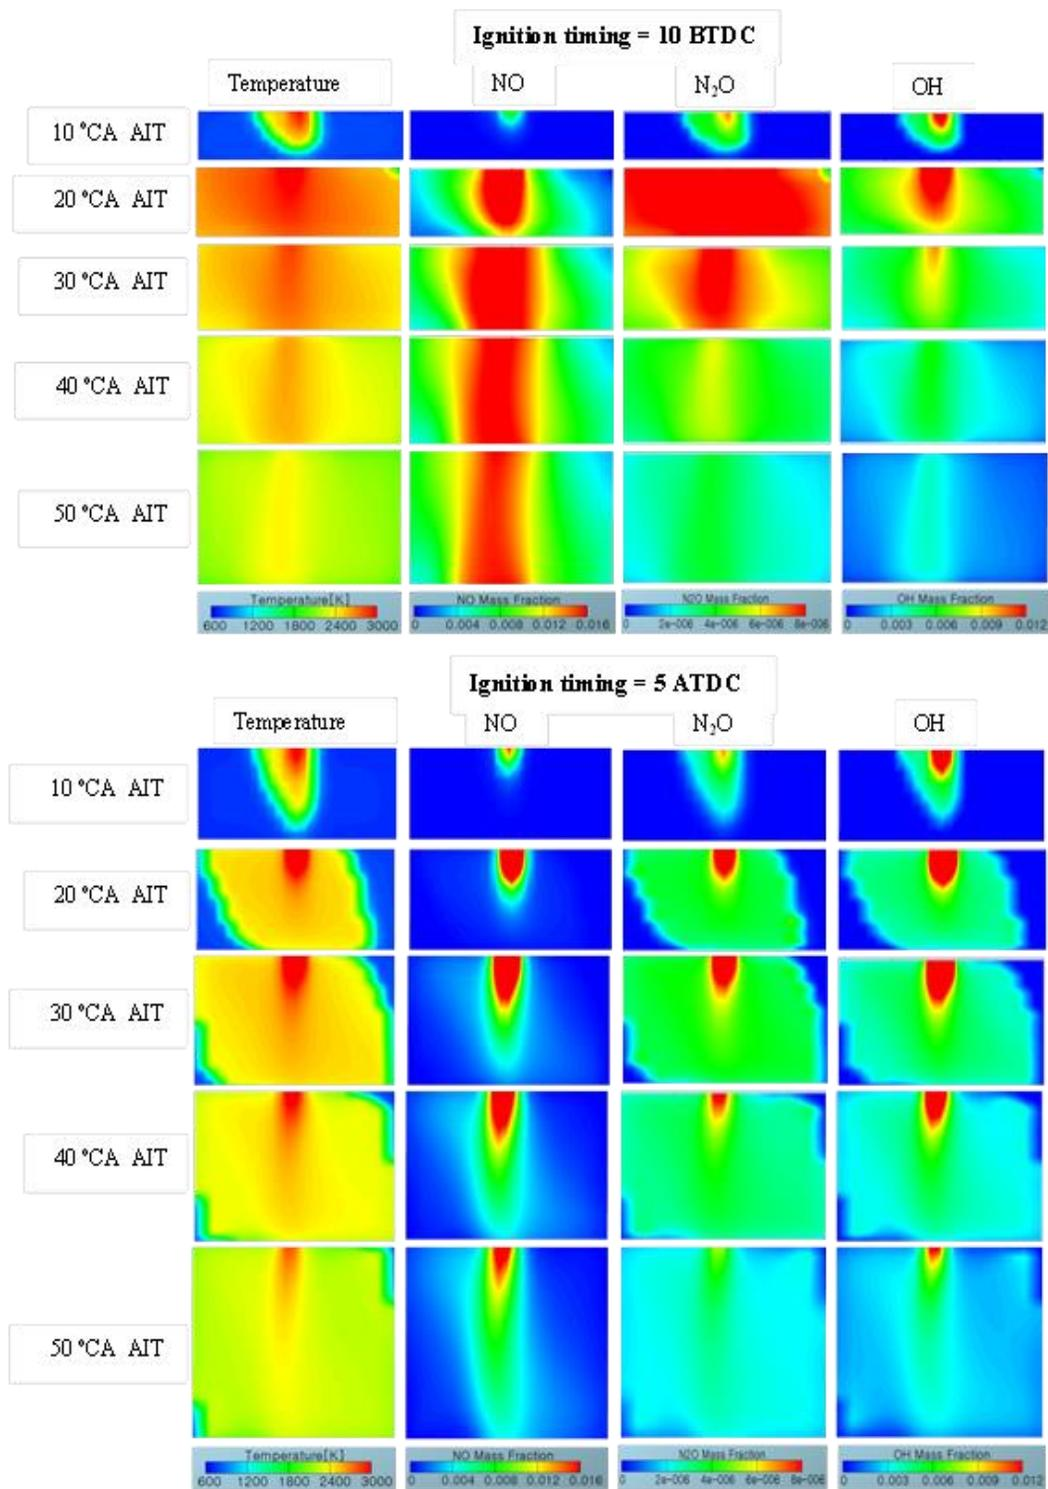 Ignition timing = 10 BTDC
Temperature NO N₂O OH
10 °CA AIT
20 °CA AIT
30 °CA AIT
40 °CA AIT
50 °CA AIT
Temperature[K] NO Mass Fraction N2O Mass Fraction OH Mass Fraction
600 1200 1800 2400 3000 0 0.004 0.008 0.012 0.016 0 2e-006 4e-006 6e-006 8e-006 0 0.003 0.006 0.009 0.012
Ignition timing = 5 ATDC
Temperature NO N₂O OH
10 °CA AIT
20 °CA AIT
30 °CA AIT
40 °CA AIT
50 °CA AIT
Temperature[K] NO Mass Fraction N2O Mass Fraction OH Mass Fraction
600 1200 1800 2400 3000 0 0.004 0.008 0.012 0.016 0 2e-006 4e-006 6e-006 8e-006 0 0.003 0.006 0.009 0.012